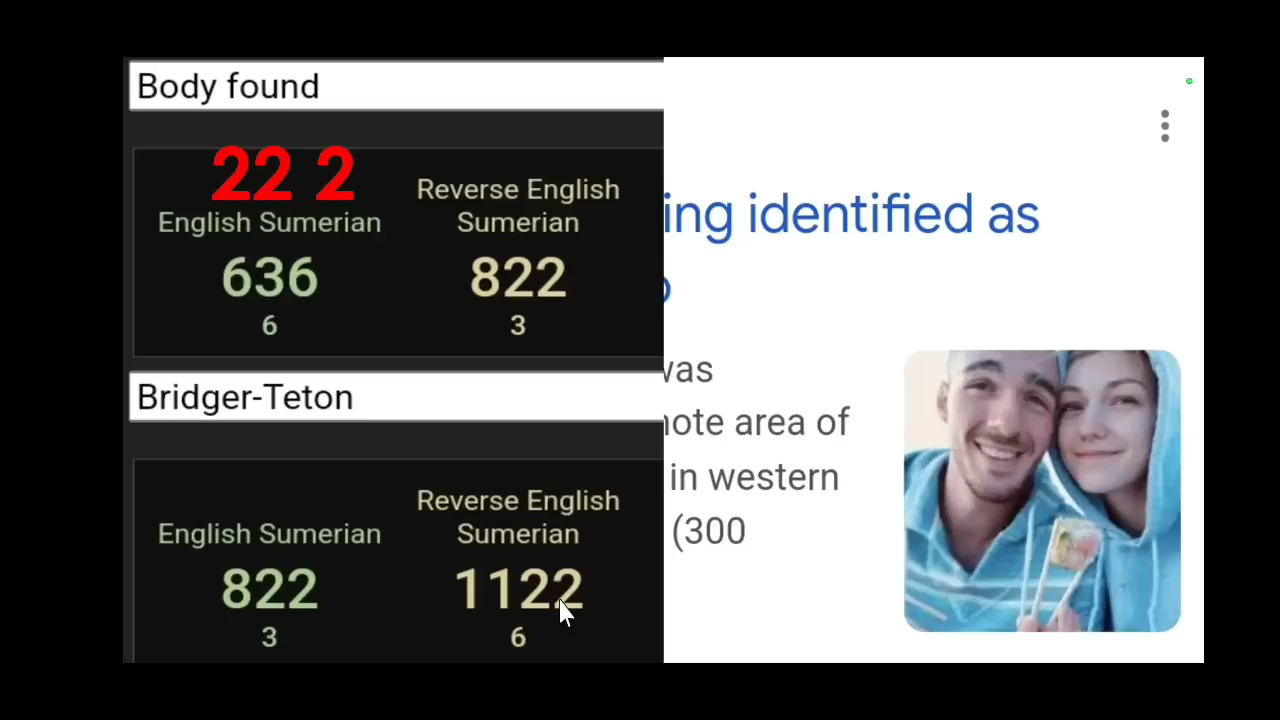 Body found
22 2
English Sumerian
636
6
Reverse English
Sumerian
822
3
Bridger-Teton
English Sumerian
822
3
Reverse English
Sumerian
1122
6
ing identified as
was
note area of
in western
(300